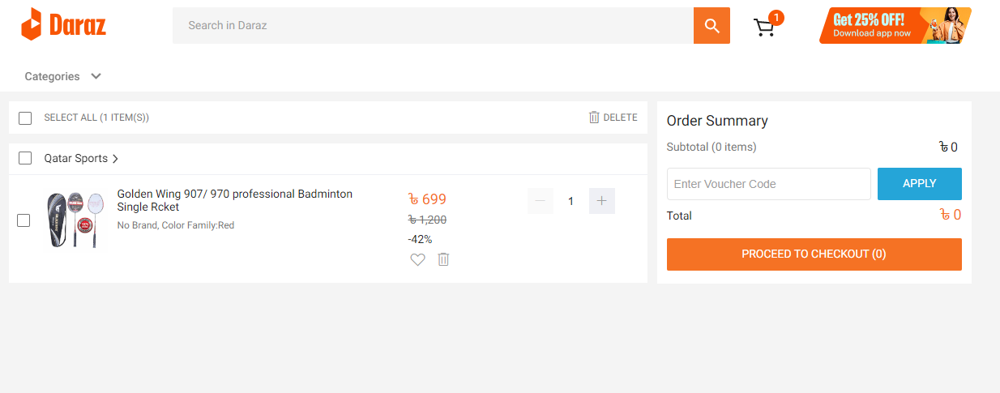 Daraz
Search in Daraz
1
Get 25% OFF!
Download app now
Categories
SELECT ALL (1 ITEM(S))
DELETE
Qatar Sports
Golden Wing 907/ 970 professional Badminton
Single Rcket
No Brand, Color Family:Red
৳ 699
৳ 1,200
-42%
1
Order Summary
Subtotal (0 items)
৳ 0
Enter Voucher Code
APPLY
Total
৳ 0
PROCEED TO CHECKOUT (0)